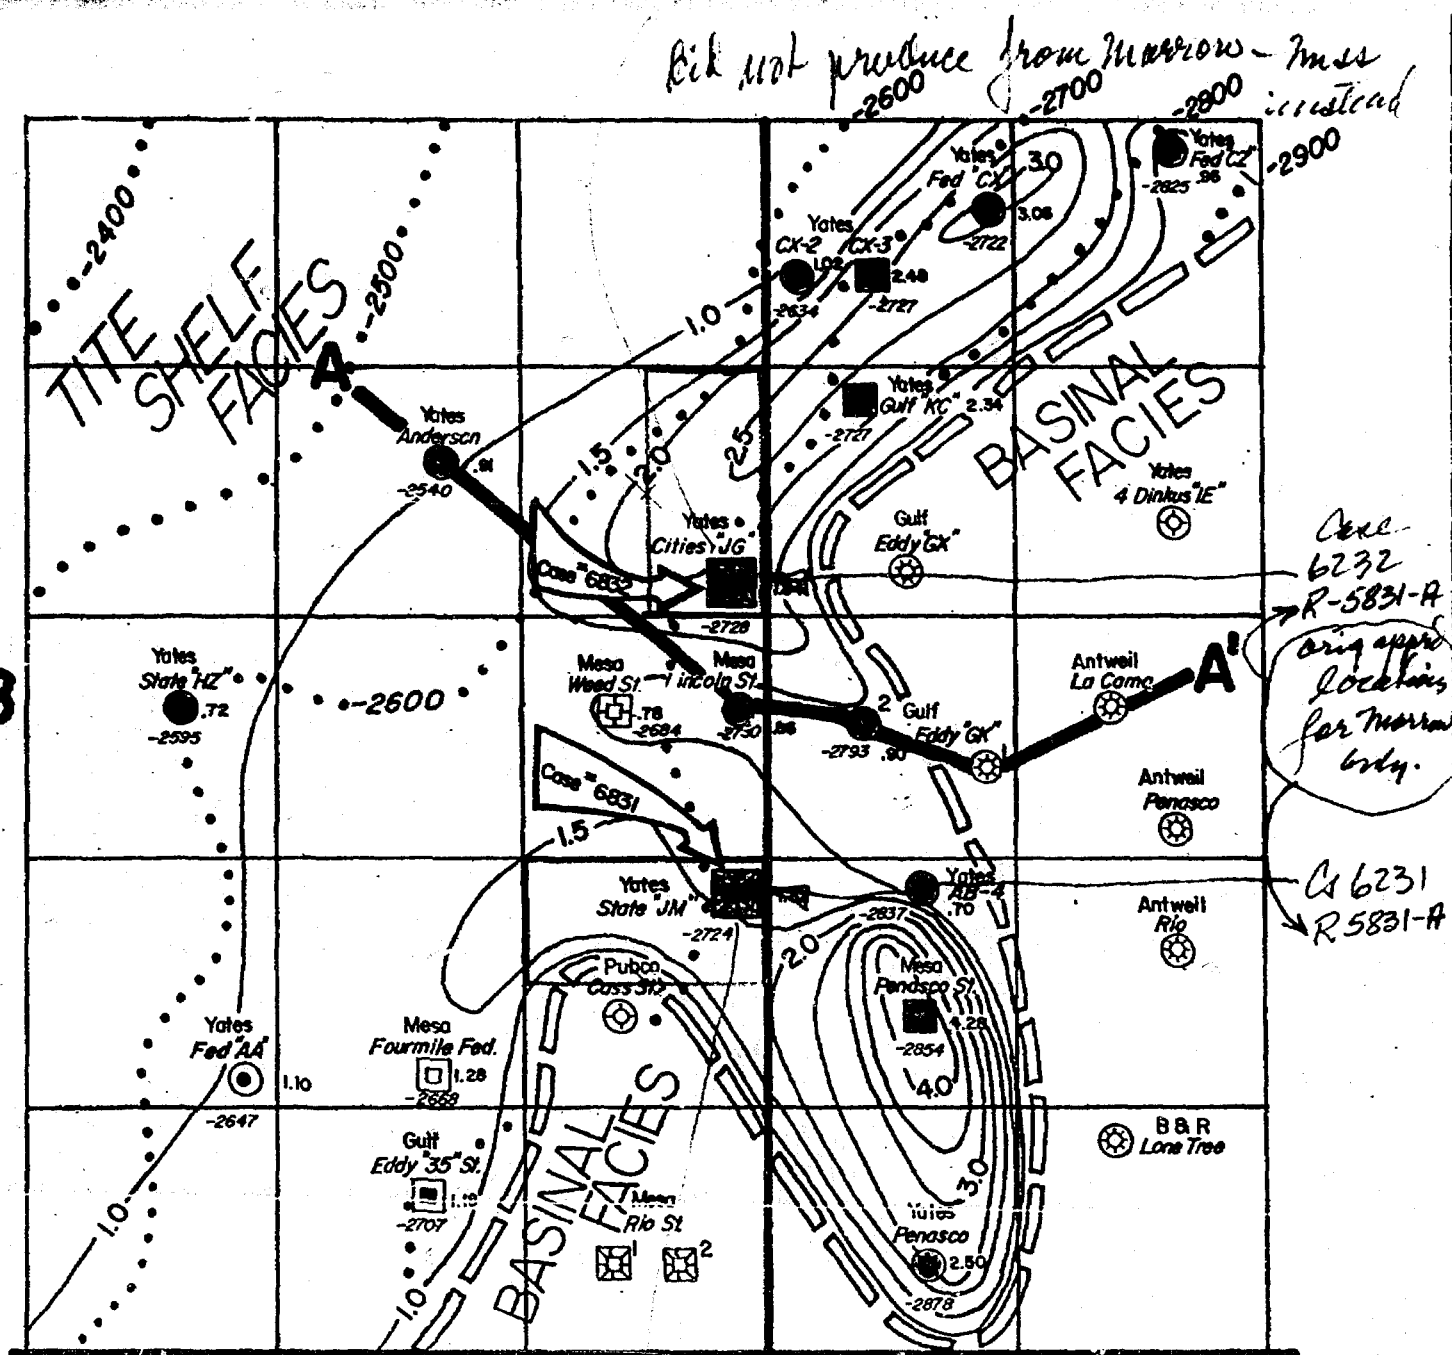 Did not produce from Morrow - Miss
instead
-2600
-2700
-2800
-2900
-2400
-2500
TITE
SHELF
FACIES
A
Yates
Fed "CX"
3.0
3.06
-2722
Yates
Fed "CZ"
.96
-2825
Yates
CX-2
1.02
-2634
CX-3
2.48
-2727
1.0
Yates
Anderson
.91
-2540
1.5
2.0
2.5
Yates
Gulf "KC"
2.34
-2727
BASINAL
FACIES
Yates
4 Dinkus "IE"
Gulf
Eddy "GX"
Yates
Cities "JG"
-2728
Case # 6832
Case
6232
R-5831-A
orig appr'd
locations
for Morrow
only.
Yates
State "HZ"
.72
-2595
-2600
Mesa
Weed St.
.78
-2684
Mesa
Lincoln St.
-2730
.86
2
Gulf
Eddy "GK"
-2793
.90
Antweil
La Cama
A'
Antweil
Penasco
Case # 6831
1.5
Yates
State "JM"
-2724
Yates
AB-4
.70
-2837
Cs 6231
R 5831-A
Antweil
Rio
2.0
Pubco
Cass St.
Mesa
Penasco St.
4.28
-2854
4.0
Yates
Fed "AA"
1.10
-2647
Mesa
Fourmile Fed.
1.28
-2668
Gulf
Eddy "35" St.
1.19
-2707
BASINAL
FACIES
Mesa
Rio St.
1
2
B & R
Lone Tree
3.0
Yates
Penasco
2.50
-2878
1.0
1.0